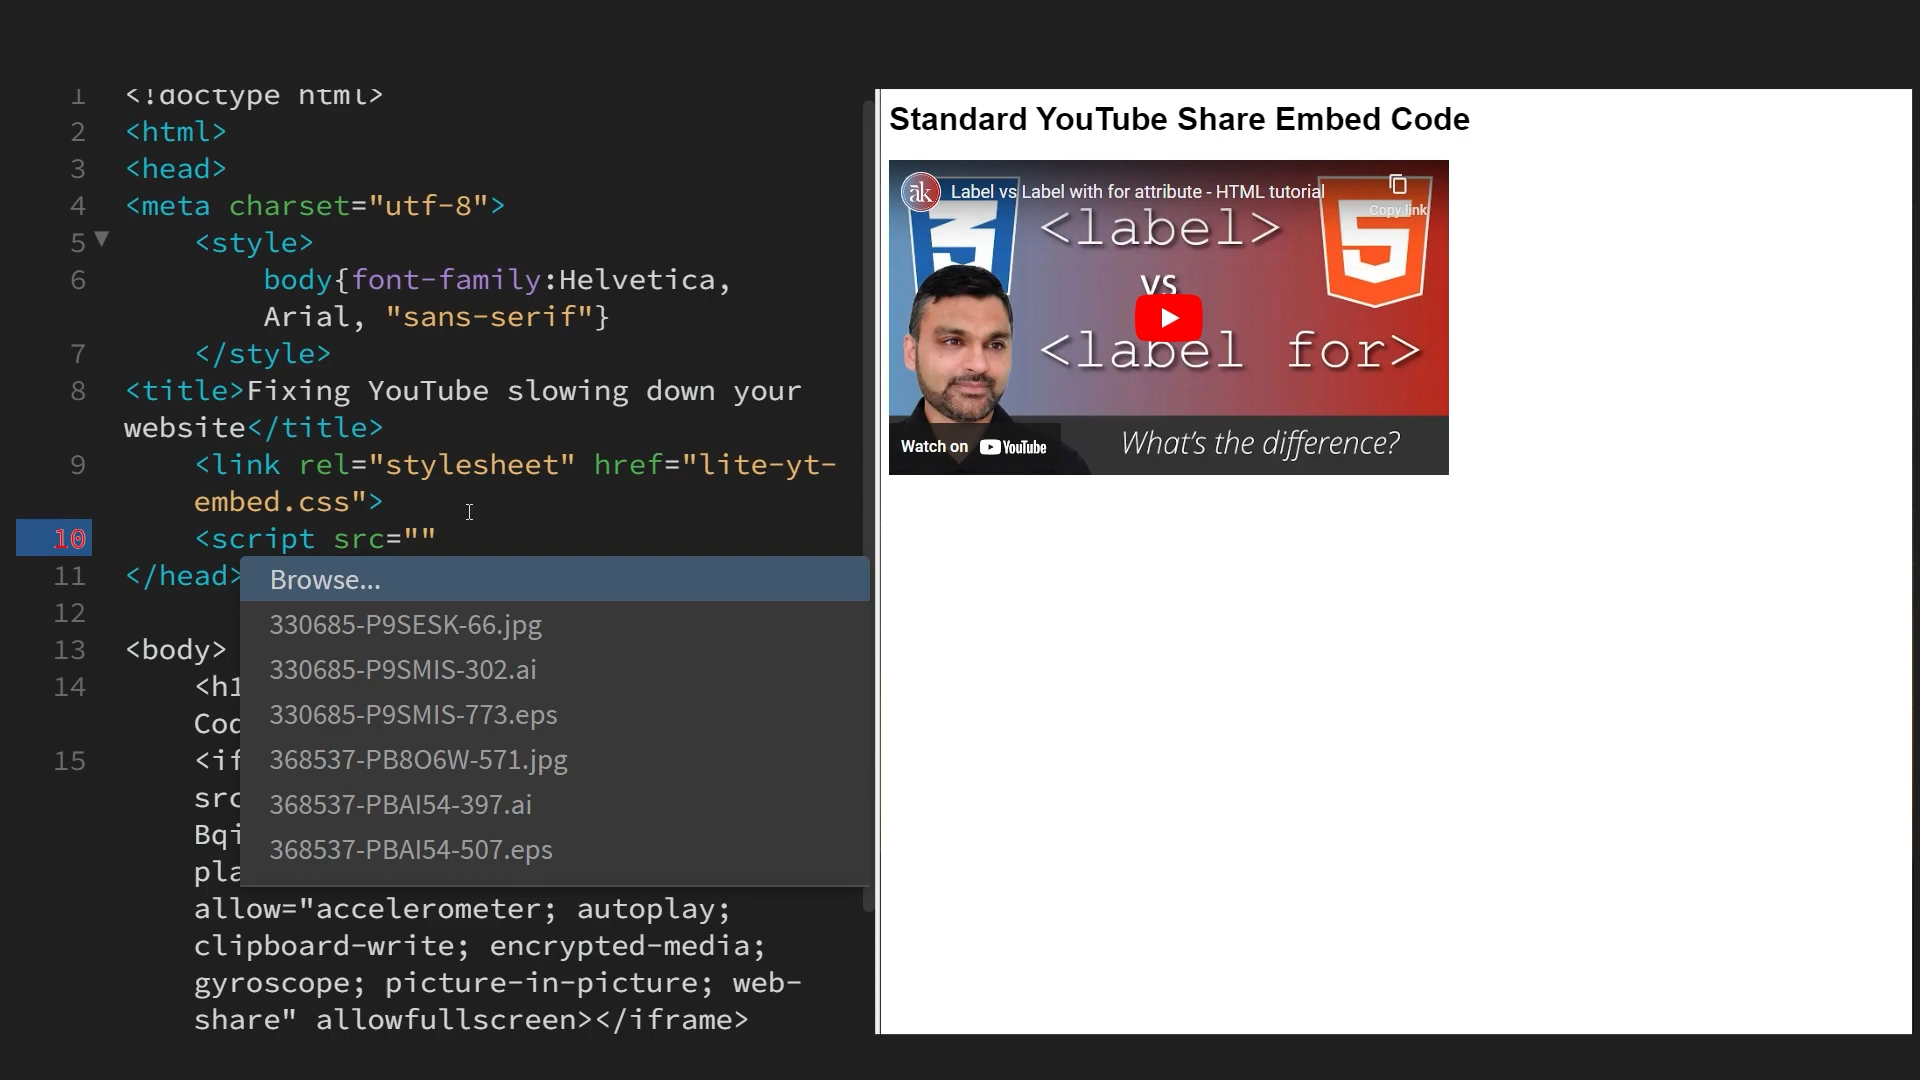 1 <!doctype html>
2 <html>
3 <head>
4 <meta charset="utf-8">
5 <style>
6 body{font-family:Helvetica,
Arial, "sans-serif"}
7 </style>
8 <title>Fixing YouTube slowing down your
website</title>
9 <link rel="stylesheet" href="lite-yt-
embed.css">
10 <script src=""
11 </head>
12
13 <body>
14 <h1
Cod
15 <if
src
Bqi
pla
allow="accelerometer; autoplay;
clipboard-write; encrypted-media;
gyroscope; picture-in-picture; web-
share" allowfullscreen></iframe>
Browse...
330685-P9SESK-66.jpg
330685-P9SMIS-302.ai
330685-P9SMIS-773.eps
368537-PB8O6W-571.jpg
368537-PBAI54-397.ai
368537-PBAI54-507.eps
Standard YouTube Share Embed Code
āk Label vs Label with for attribute - HTML tutorial
Copy link
3
5
<label>
vs
<label for>
Watch on YouTube
What's the difference?